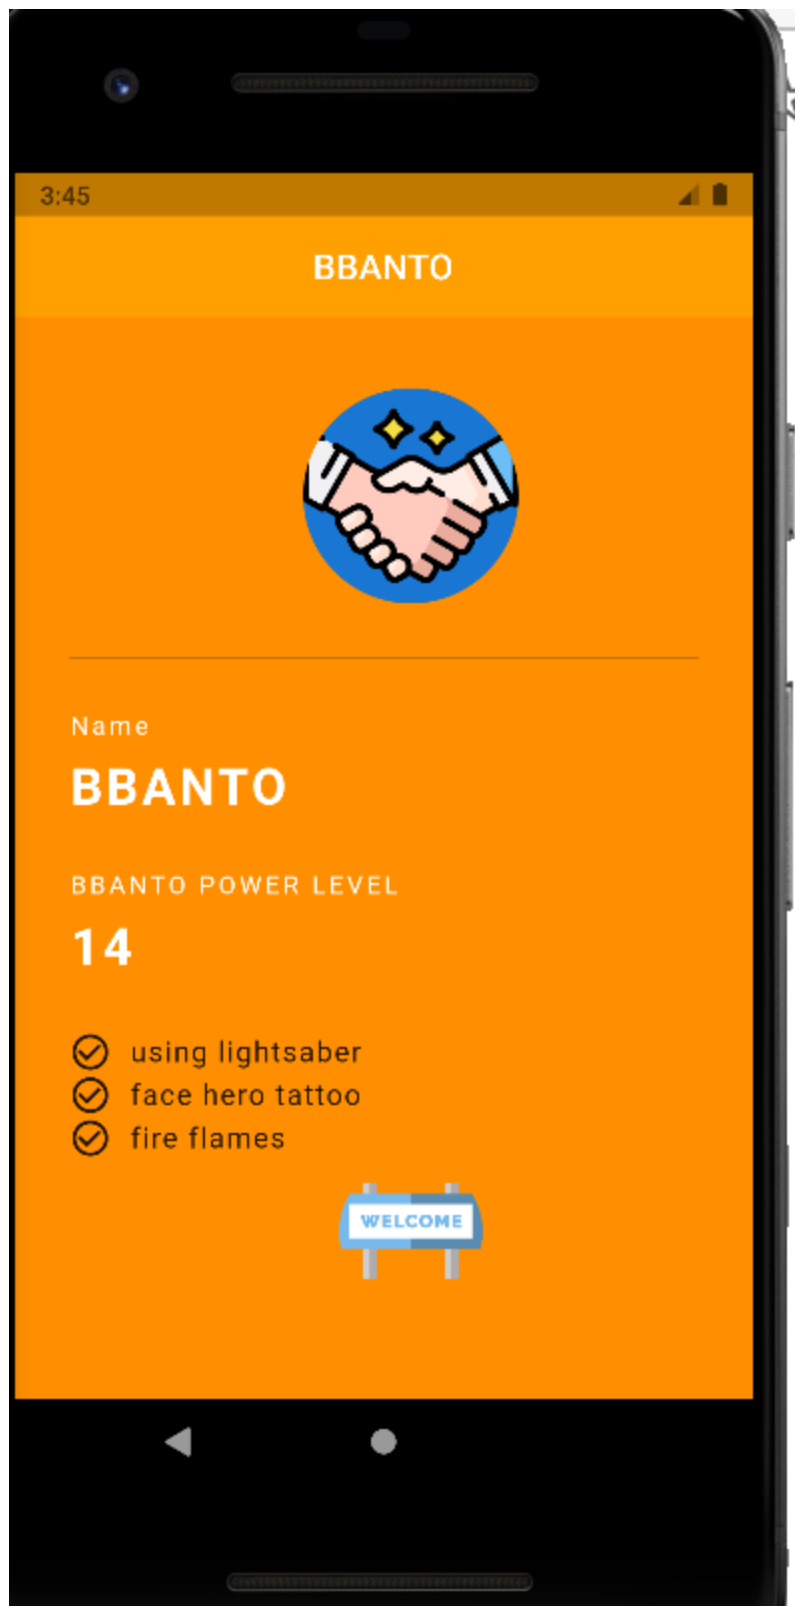 3:45
BBANTO
Name
BBANTO
BBANTO POWER LEVEL
14
using lightsaber
face hero tattoo
fire flames
WELCOME